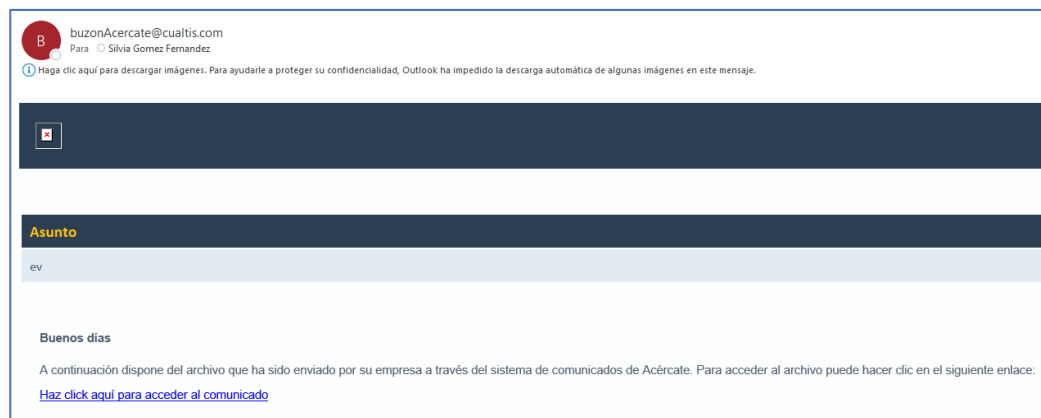 B
buzonAcercate@cualtis.com
Para Silvia Gomez Fernandez
Haga clic aquí para descargar imágenes. Para ayudarle a proteger su confidencialidad, Outlook ha impedido la descarga automática de algunas imágenes en este mensaje.
Asunto
ev
Buenos días
A continuación dispone del archivo que ha sido enviado por su empresa a través del sistema de comunicados de Acércate. Para acceder al archivo puede hacer clic en el siguiente enlace:
Haz click aquí para acceder al comunicado